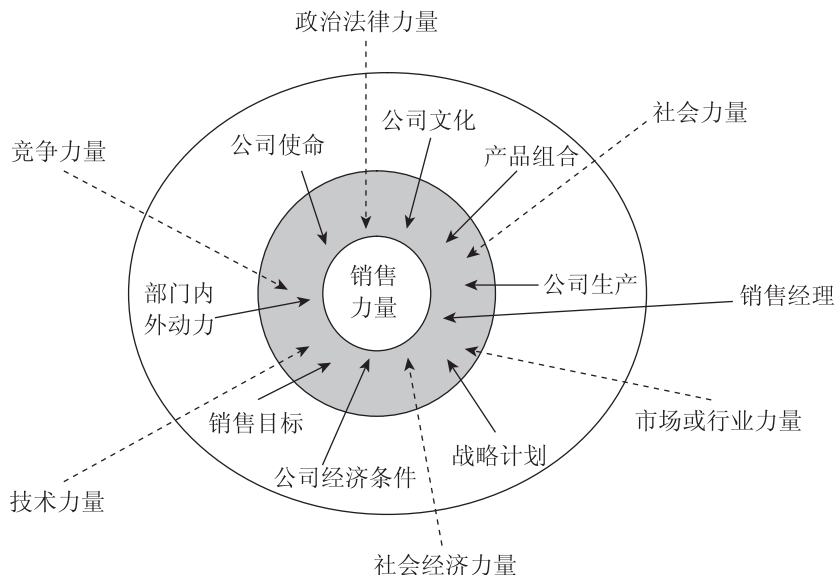 政治法律力量
公司文化
社会力量
公司使命
竞争力量
产品组合
销售
力量
部门内
外动力
公司生产
销售经理
销售目标
市场或行业力量
战略计划
公司经济条件
技术力量
社会经济力量